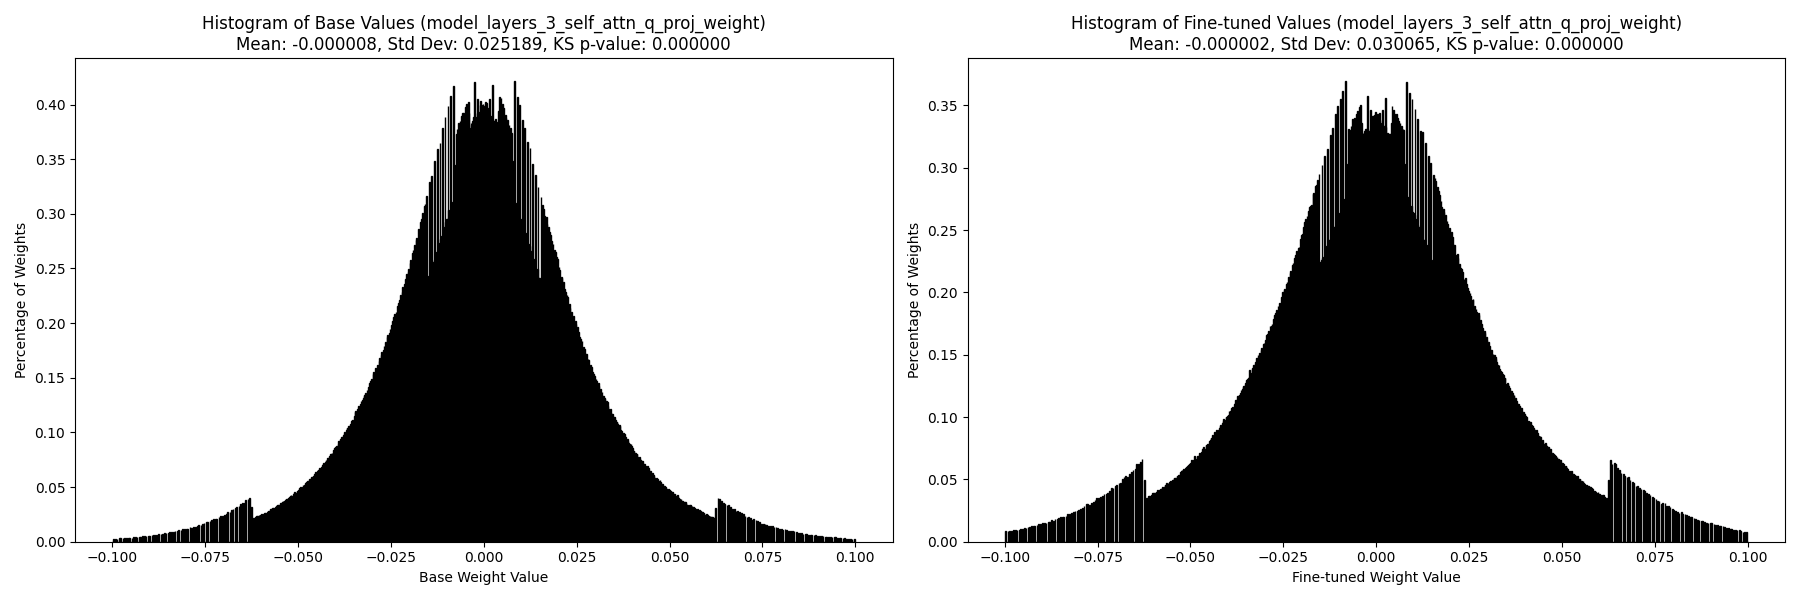 Histogram of Base Values (model_layers_3_self_attn_q_proj_weight)
Mean: -0.000008, Std Dev: 0.025189, KS p-value: 0.000000
Percentage of Weights
0.40
0.35
0.30
0.25
0.20
0.15
0.10
0.05
0.00
−0.100 −0.075 −0.050 −0.025 0.000 0.025 0.050 0.075 0.100
Base Weight Value
Histogram of Fine-tuned Values (model_layers_3_self_attn_q_proj_weight)
Mean: -0.000002, Std Dev: 0.030065, KS p-value: 0.000000
Percentage of Weights
0.35
0.30
0.25
0.20
0.15
0.10
0.05
0.00
−0.100 −0.075 −0.050 −0.025 0.000 0.025 0.050 0.075 0.100
Fine-tuned Weight Value